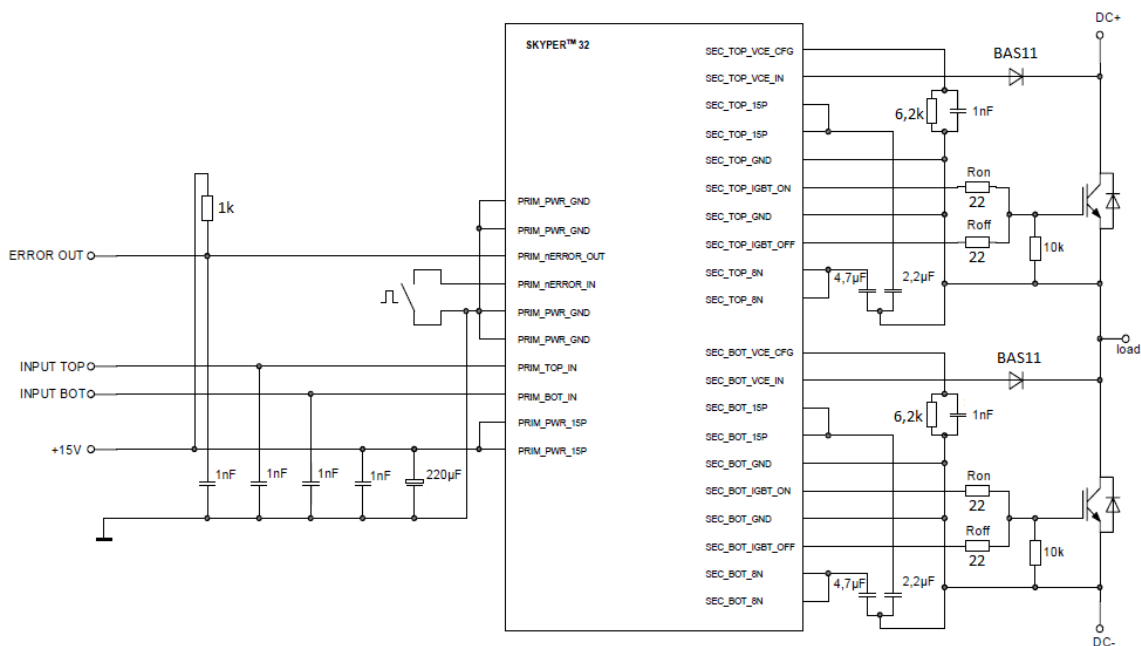 DC+
SKYPER™ 32
BAS11
SEC_TOP_VCE_CFG
SEC_TOP_VCE_IN
SEC_TOP_15P
6,2k
1nF
SEC_TOP_15P
SEC_TOP_GND
Ron
SEC_TOP_IGBT_ON
22
PRIM_PWR_GND
1k
SEC_TOP_GND
Roff
PRIM_PWR_GND
SEC_TOP_IGBT_OFF
22
10k
ERROR OUT
PRIM_nERROR_OUT
SEC_TOP_8N
4,7µF
2,2µF
PRIM_nERROR_IN
SEC_TOP_8N
PRIM_PWR_GND
PRIM_PWR_GND
load
SEC_BOT_VCE_CFG
BAS11
INPUT TOP
PRIM_TOP_IN
SEC_BOT_VCE_IN
INPUT BOT
PRIM_BOT_IN
SEC_BOT_15P
6,2k
1nF
PRIM_PWR_15P
SEC_BOT_15P
+15V
PRIM_PWR_15P
SEC_BOT_GND
1nF
1nF
1nF
1nF
220µF
Ron
SEC_BOT_IGBT_ON
22
SEC_BOT_GND
Roff
SEC_BOT_IGBT_OFF
22
10k
SEC_BOT_8N
4,7µF
2,2µF
SEC_BOT_8N
DC-